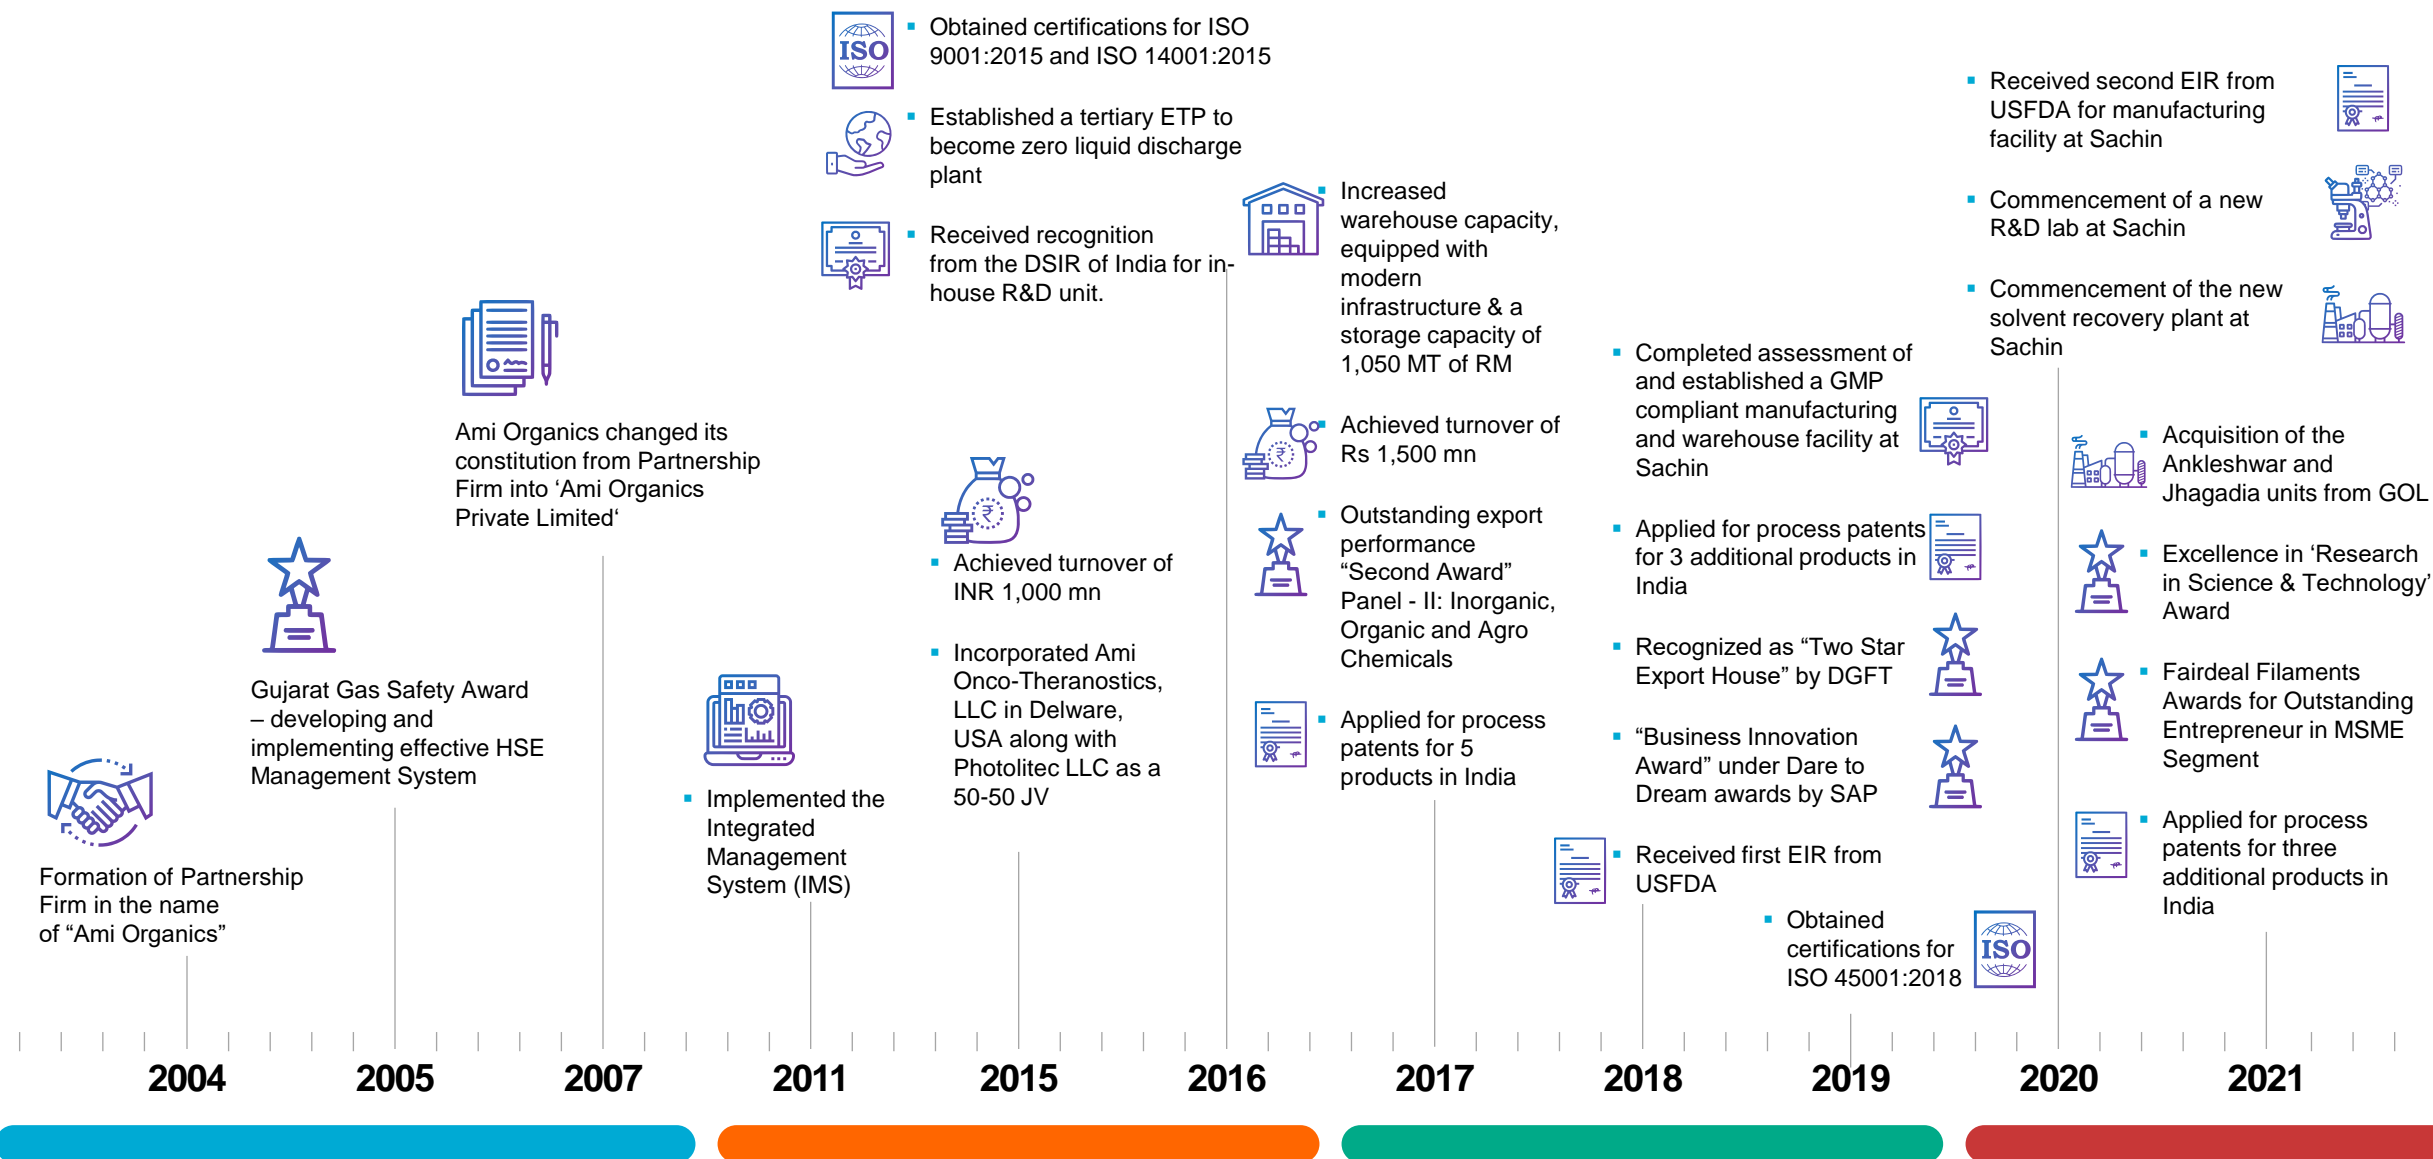 Formation of Partnership
Firm in the name
of “Ami Organics”
Gujarat Gas Safety Award
– developing and
implementing effective HSE
Management System
Ami Organics changed its
constitution from Partnership
Firm into ‘Ami Organics
Private Limited‘
Implemented the
Integrated
Management
System (IMS)
Achieved turnover of
INR 1,000 mn
Incorporated Ami
Onco-Theranostics,
LLC in Delware,
USA along with
Photolitec LLC as a
50-50 JV
ISO
Obtained certifications for ISO
9001:2015 and ISO 14001:2015
Established a tertiary ETP to
become zero liquid discharge
plant
Received recognition
from the DSIR of India for in-
house R&D unit.
Increased
warehouse capacity,
equipped with
modern
infrastructure & a
storage capacity of
1,050 MT of RM
Achieved turnover of
Rs 1,500 mn
Outstanding export
performance
“Second Award”
Panel - II: Inorganic,
Organic and Agro
Chemicals
Applied for process
patents for 5
products in India
Completed assessment of
and established a GMP
compliant manufacturing
and warehouse facility at
Sachin
Applied for process patents
for 3 additional products in
India
Recognized as “Two Star
Export House” by DGFT
“Business Innovation
Award” under Dare to
Dream awards by SAP
Received first EIR from
USFDA
Obtained
certifications for
ISO 45001:2018
ISO
Received second EIR from
USFDA for manufacturing
facility at Sachin
Commencement of a new
R&D lab at Sachin
Commencement of the new
solvent recovery plant at
Sachin
Acquisition of the
Ankleshwar and
Jhagadia units from GOL
Excellence in ‘Research
in Science & Technology’
Award
Fairdeal Filaments
Awards for Outstanding
Entrepreneur in MSME
Segment
Applied for process
patents for three
additional products in
India
2004 2005 2007 2011 2015 2016 2017 2018 2019 2020 2021